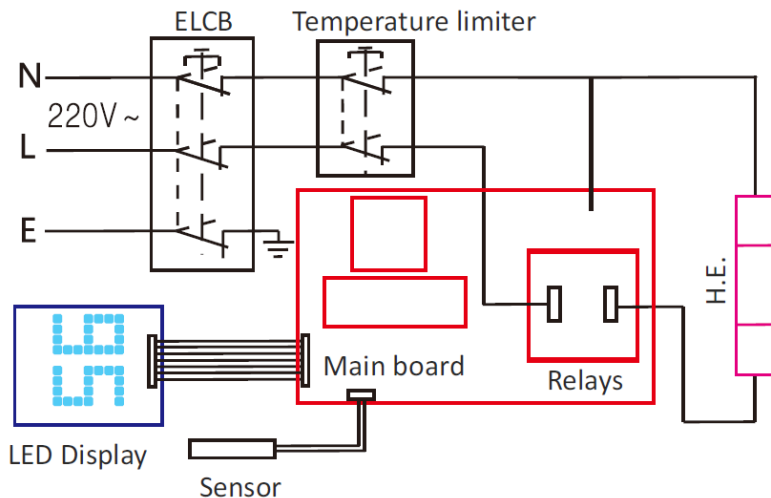 ELCB
Temperature limiter
N
220V~
L
E
H.E.
Main board
Relays
LED Display
Sensor